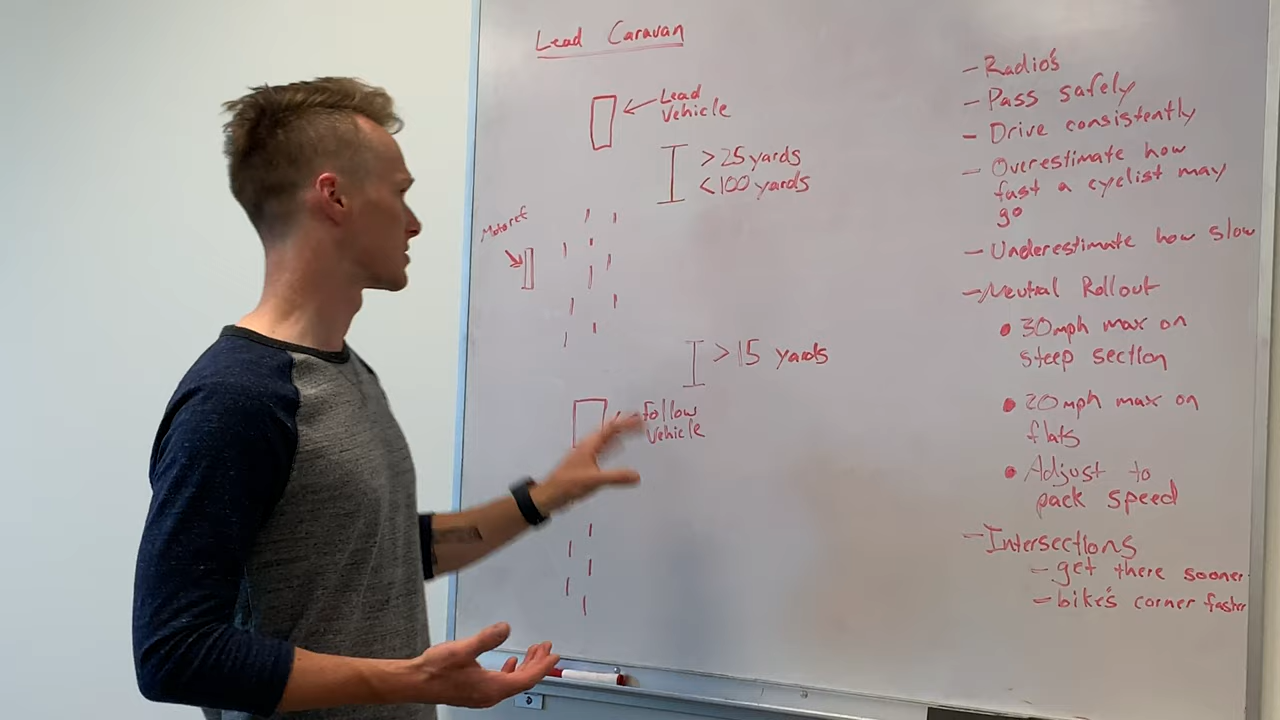 Lead Caravan
Lead
Vehicle
>25 yards
<100 yards
Motoref
>15 yards
Follow
Vehicle
- Radio's
- Pass safely
- Drive consistently
- Overestimate how
fast a cyclist may
go
- Underestimate how slow
- Neutral Rollout
• 30mph max on
steep section
• 20mph max on
flats
• Adjust to
pack speed
- Intersections
- get there sooner
- bike's corner faster